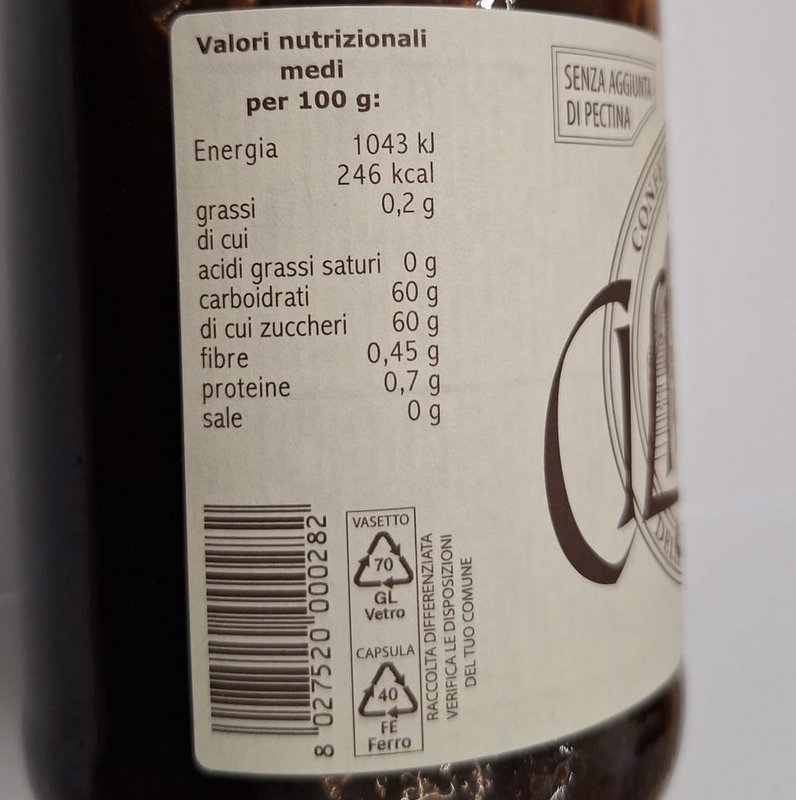 Valori nutrizionali
medi
per 100 g:
Energia 1043 kJ
246 kcal
grassi 0,2 g
di cui
acidi grassi saturi 0 g
carboidrati 60 g
di cui zuccheri 60 g
fibre 0,45 g
proteine 0,7 g
sale 0 g
SENZA AGGIUNTA
DI PECTINA
8 027520 000282
VASETTO
70
GL
Vetro
CAPSULA
40
FE
Ferro
RACCOLTA DIFFERENZIATA
VERIFICA LE DISPOSIZIONI
DEL TUO COMUNE